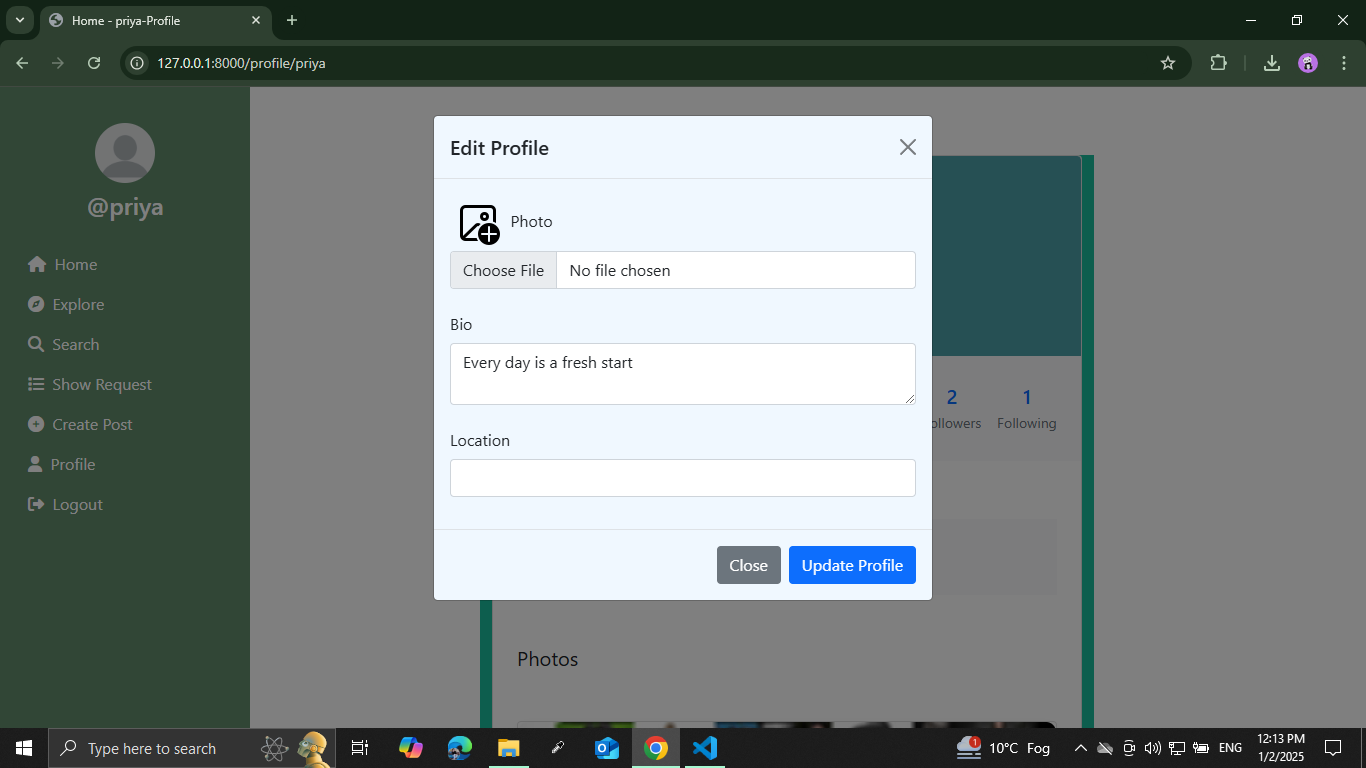 Home - priya-Profile
127.0.0.1:8000/profile/priya
@priya
Home
Explore
Search
Show Request
Create Post
Profile
Logout
Edit Profile
Photo
Choose File No file chosen
Bio
Every day is a fresh start
Location
Close Update Profile
2 1
ollowers Following
Photos
Type here to search
1
10°C Fog
ENG
12:13 PM
1/2/2025